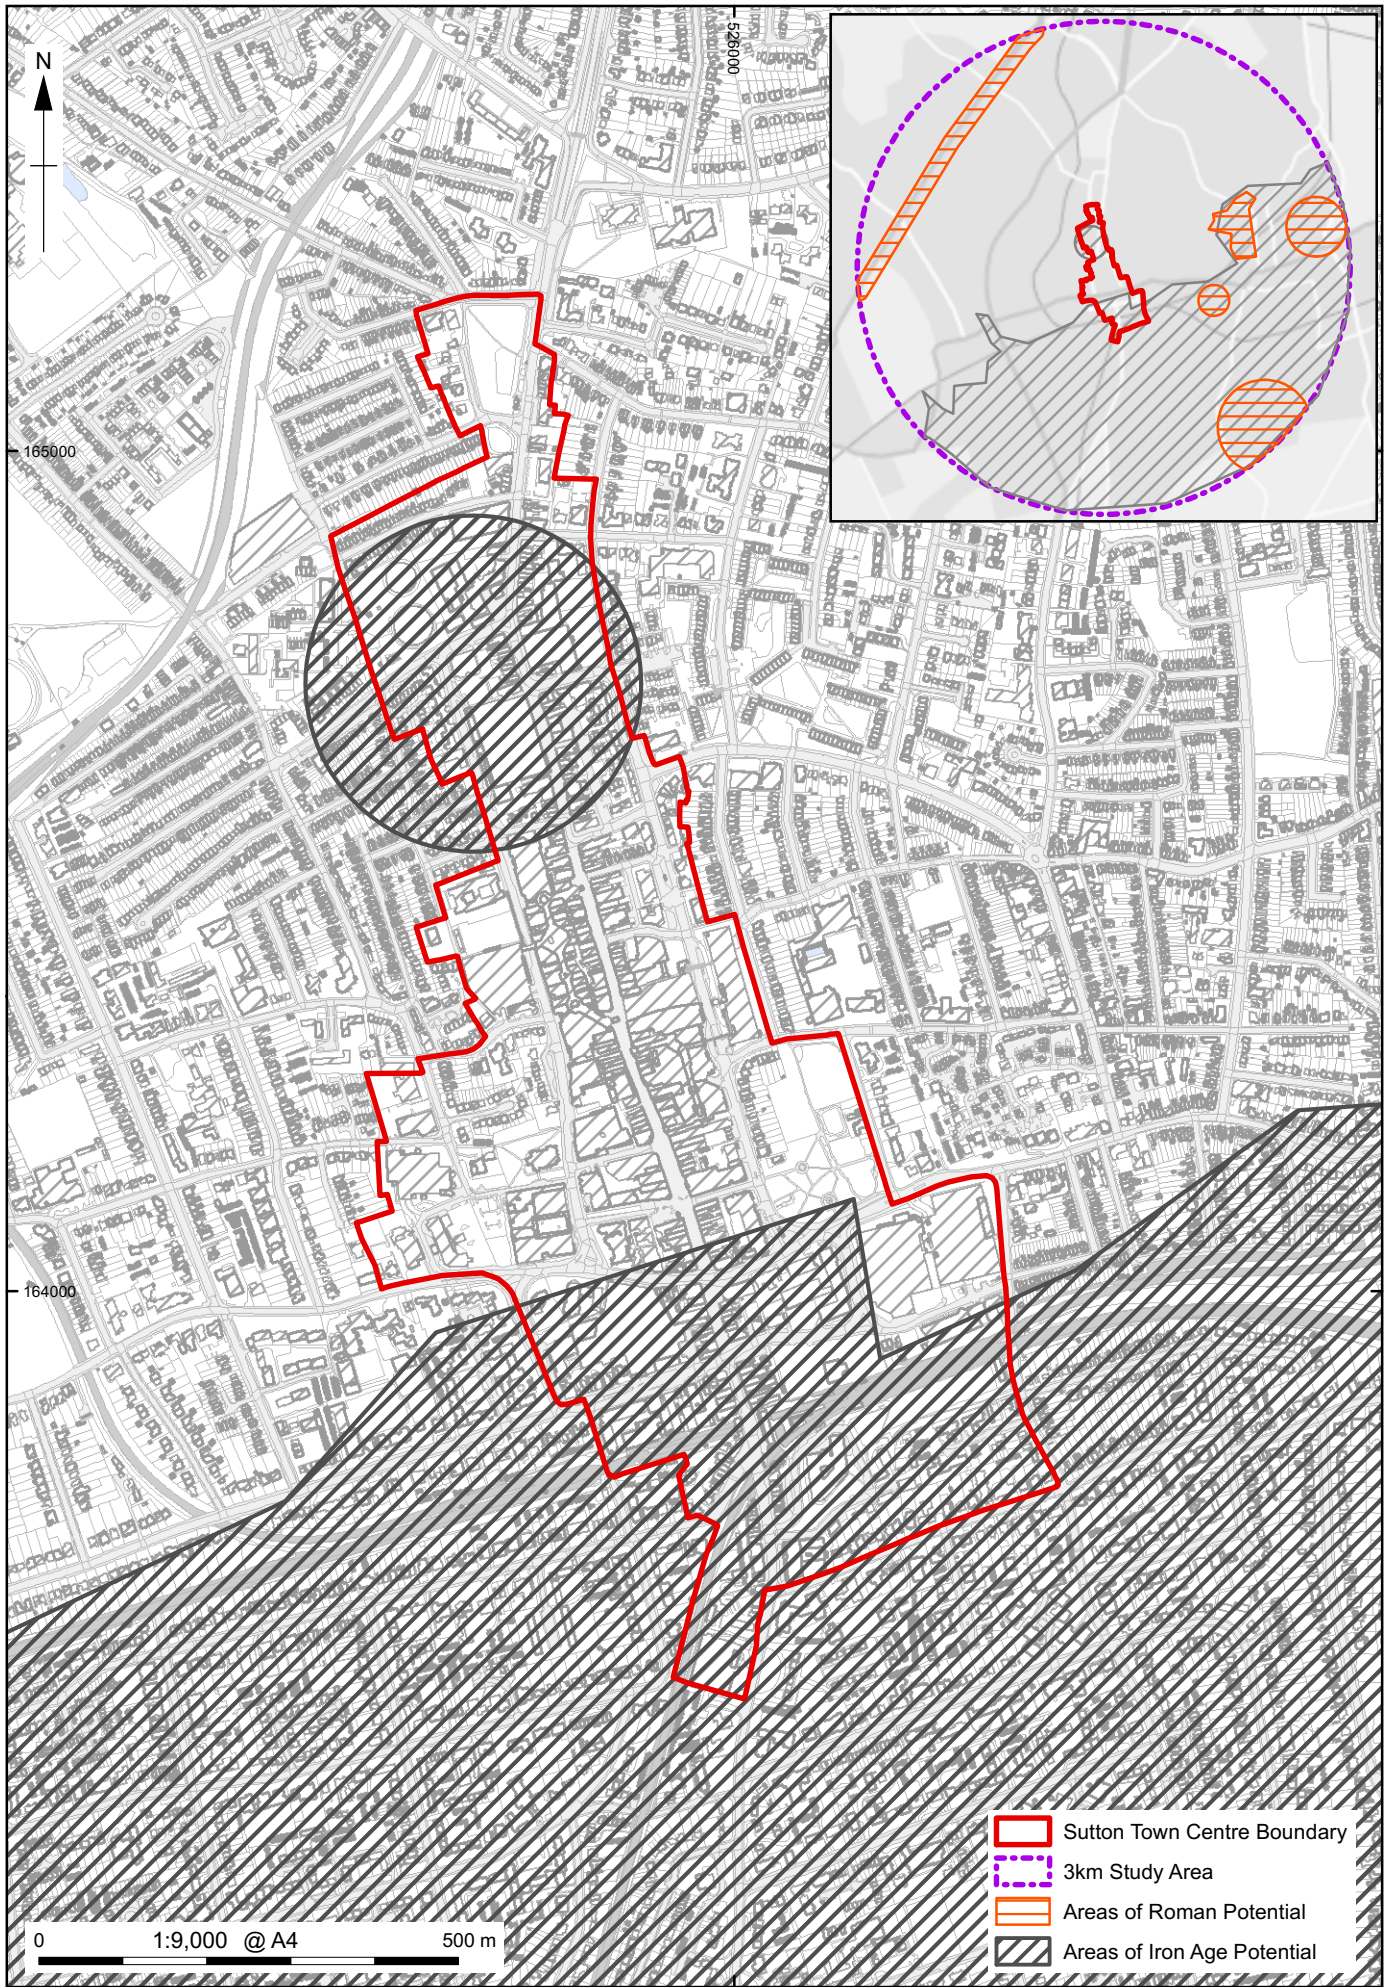 N
526000
165000
164000
Sutton Town Centre Boundary
3km Study Area
Areas of Roman Potential
Areas of Iron Age Potential
0 1:9,000 @ A4 500 m